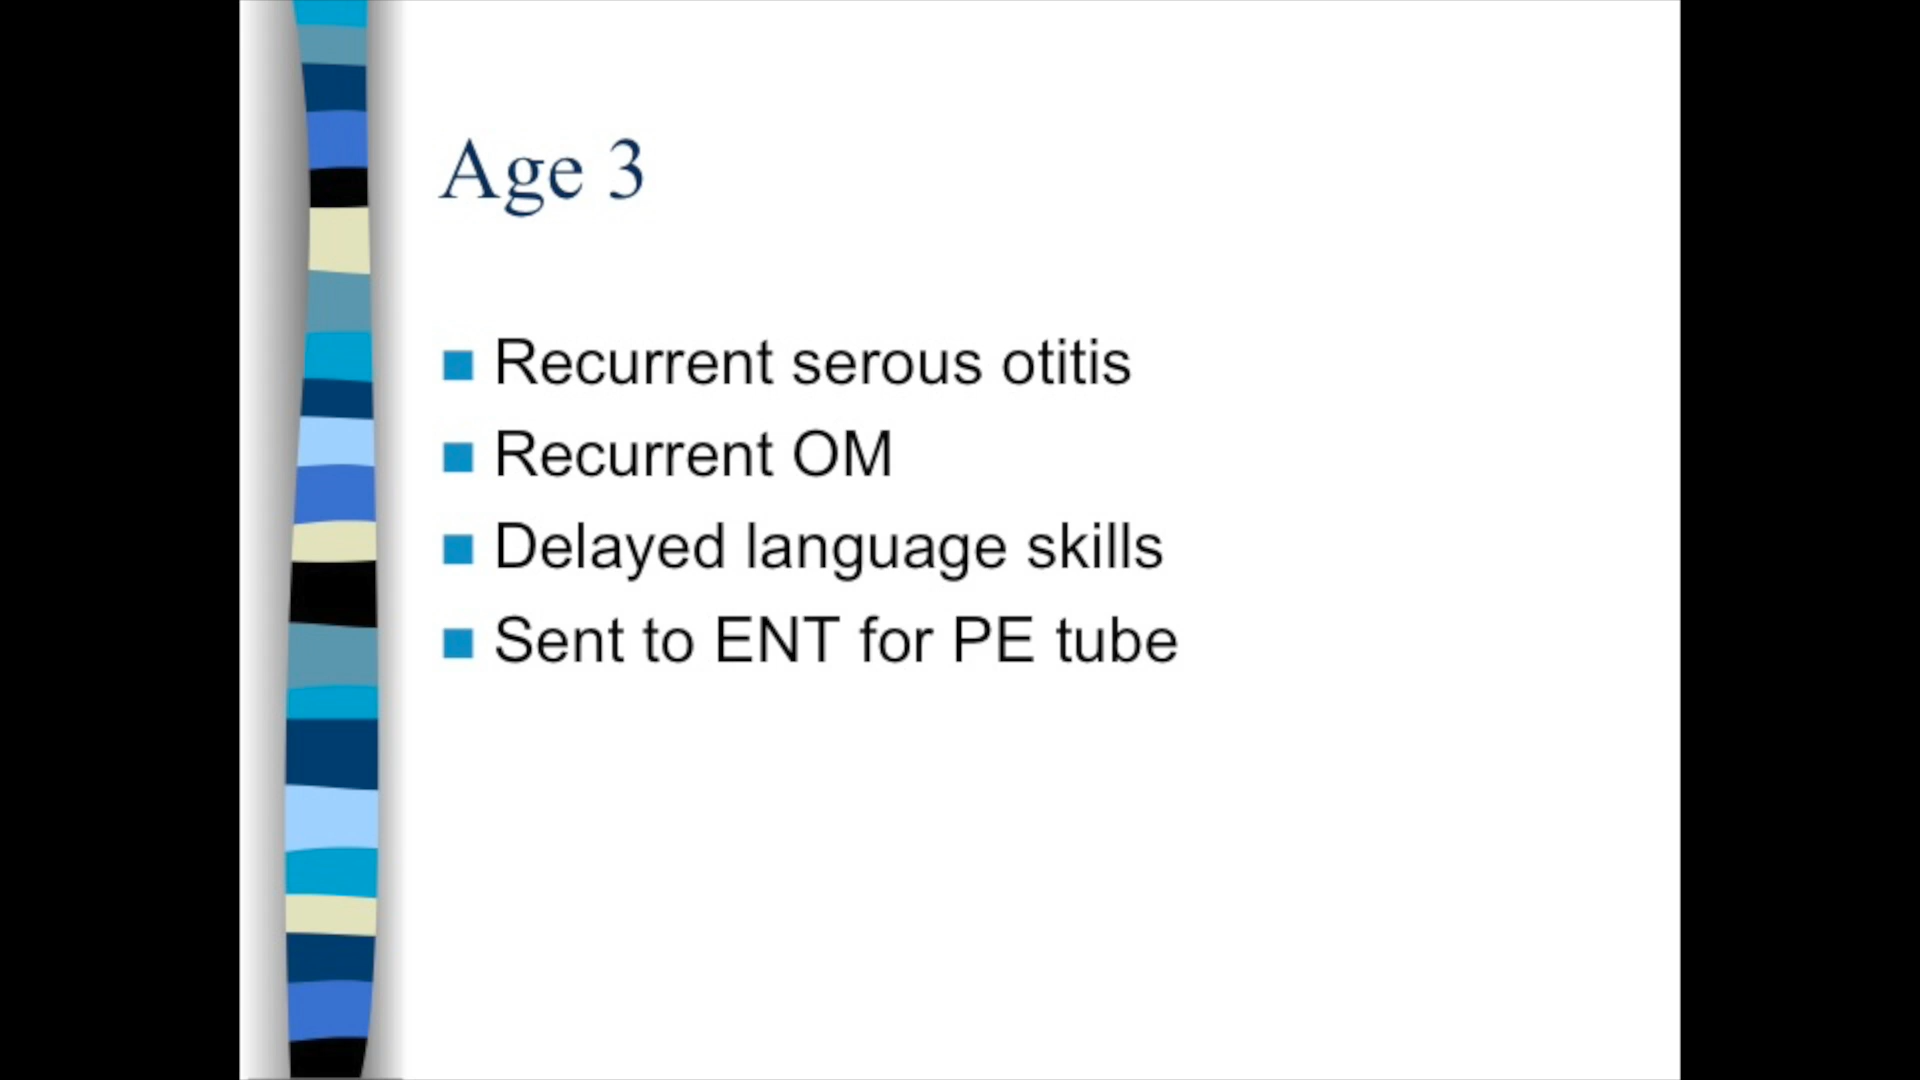 Age 3
Recurrent serous otitis
Recurrent OM
Delayed language skills
Sent to ENT for PE tube